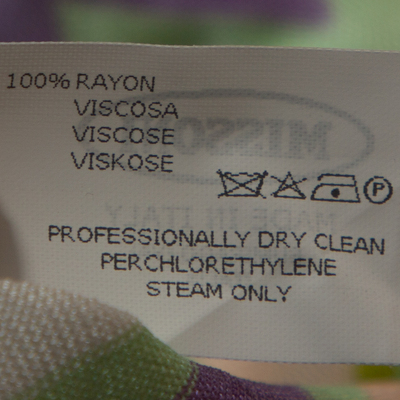 100% RAYON
VISCOSA
VISCOSE
VISKOSE
P
PROFESSIONALLY DRY CLEAN
PERCHLORETHYLENE
STEAM ONLY